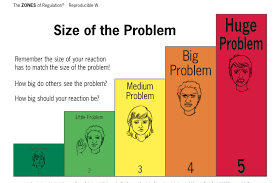 The ZONES of Regulation® Reproducible W
Size of the Problem
Remember the size of your reaction
has to match the size of the problem!
How big do others see the problem?
How big should your reaction be?
Little Problem
Medium
Problem
Big
Problem
Huge
Problem
2
3
4
5